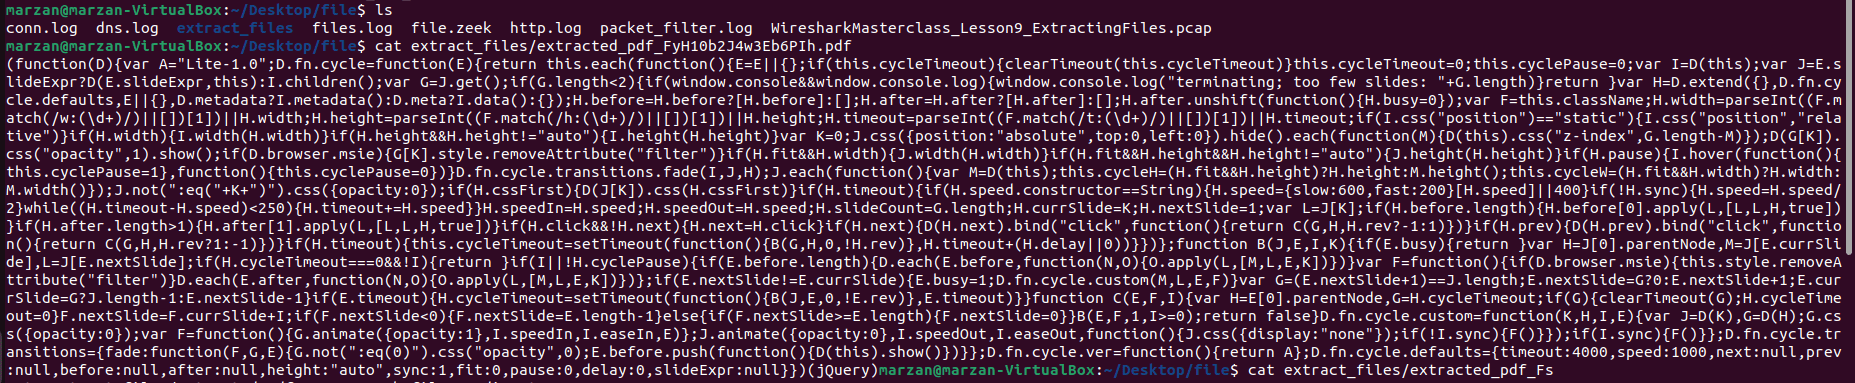 marzan@marzan-VirtualBox:~/Desktop/file$ ls
conn.log  dns.log  extract_files  files.log  file.zeek  http.log  packet_filter.log  WiresharkMasterclass_Lesson9_ExtractingFiles.pcap
marzan@marzan-VirtualBox:~/Desktop/file$ cat extract_files/extracted_pdf_FyH10b2J4w3Eb6PIh.pdf
(function(D){var A="Lite-1.0";D.fn.cycle=function(E){return this.each(function(){E=E||{};if(this.cycleTimeout){clearTimeout(this.cycleTimeout)}this.cycleTimeout=0;this.cyclePause=0;var I=D(this);var J=E.s
lideExpr?D(E.slideExpr,this):I.children();var G=J.get();if(G.length<2){if(window.console&&window.console.log){window.console.log("terminating; too few slides: "+G.length)}return }var H=D.extend({},D.fn.cy
cle.defaults,E||{},D.metadata?I.metadata():D.meta?I.data():{});H.before=H.before?[H.before]:[];H.after=H.after?[H.after]:[];H.after.unshift(function(){H.busy=0});var F=this.className;H.width=parseInt((F.m
atch(/w:(\d+)/)||[])[1])||H.width;H.height=parseInt((F.match(/h:(\d+)/)||[])[1])||H.height;H.timeout=parseInt((F.match(/t:(\d+)/)||[])[1])||H.timeout;if(I.css("position")=="static"){I.css("position","rela
tive")}if(H.width){I.width(H.width)}if(H.height&&H.height!="auto"){I.height(H.height)}var K=0;J.css({position:"absolute",top:0,left:0}).hide().each(function(M){D(this).css("z-index",G.length-M)});D(G[K]).
css("opacity",1).show();if(D.browser.msie){G[K].style.removeAttribute("filter")}if(H.fit&&H.width){J.width(H.width)}if(H.fit&&H.height&&H.height!="auto"){J.height(H.height)}if(H.pause){I.hover(function(){
this.cyclePause=1},function(){this.cyclePause=0})}D.fn.cycle.transitions.fade(I,J,H);J.each(function(){var M=D(this);this.cycleH=(H.fit&&H.height)?H.height:M.height();this.cycleW=(H.fit&&H.width)?H.width:
M.width()});J.not(":eq("+K+")").css({opacity:0});if(H.cssFirst){D(J[K]).css(H.cssFirst)}if(H.timeout){if(H.speed.constructor==String){H.speed={slow:600,fast:200}[H.speed]||400}if(!H.sync){H.speed=H.speed/
2}while((H.timeout-H.speed)<250){H.timeout+=H.speed}}H.speedIn=H.speed;H.speedOut=H.speed;H.slideCount=G.length;H.currSlide=K;H.nextSlide=1;var L=J[K];if(H.before.length){H.before[0].apply(L,[L,L,H,true])
}if(H.after.length>1){H.after[1].apply(L,[L,L,H,true])}if(H.click&&!H.next){H.next=H.click}if(H.next){D(H.next).bind("click",function(){return C(G,H,H.rev?-1:1)})}if(H.prev){D(H.prev).bind("click",functio
n(){return C(G,H,H.rev?1:-1)})}if(H.timeout){this.cycleTimeout=setTimeout(function(){B(G,H,0,!H.rev)},H.timeout+(H.delay||0))}})};function B(J,E,I,K){if(E.busy){return }var H=J[0].parentNode,M=J[E.currSli
de],L=J[E.nextSlide];if(H.cycleTimeout===0&&!I){return }if(I||!H.cyclePause){if(E.before.length){D.each(E.before,function(N,O){O.apply(L,[M,L,E,K])})}var F=function(){if(D.browser.msie){this.style.removeA
ttribute("filter")}D.each(E.after,function(N,O){O.apply(L,[M,L,E,K])})};if(E.nextSlide!=E.currSlide){E.busy=1;D.fn.cycle.custom(M,L,E,F)}var G=(E.nextSlide+1)==J.length;E.nextSlide=G?0:E.nextSlide+1;E.cur
rSlide=G?J.length-1:E.nextSlide-1}if(E.timeout){H.cycleTimeout=setTimeout(function(){B(J,E,0,!E.rev)},E.timeout)}}function C(E,F,I){var H=E[0].parentNode,G=H.cycleTimeout;if(G){clearTimeout(G);H.cycleTime
out=0}F.nextSlide=F.currSlide+I;if(F.nextSlide<0){F.nextSlide=E.length-1}else{if(F.nextSlide>=E.length){F.nextSlide=0}}B(E,F,1,I>=0);return false}D.fn.cycle.custom=function(K,H,I,E){var J=D(K),G=D(H);G.cs
s({opacity:0});var F=function(){G.animate({opacity:1},I.speedIn,I.easeIn,E)};J.animate({opacity:0},I.speedOut,I.easeOut,function(){J.css({display:"none"});if(!I.sync){F()}});if(I.sync){F()}};D.fn.cycle.tr
ansitions={fade:function(F,G,E){G.not(":eq(0)").css("opacity",0);E.before.push(function(){D(this).show()})}};D.fn.cycle.ver=function(){return A};D.fn.cycle.defaults={timeout:4000,speed:1000,next:null,prev
:null,before:null,after:null,height:"auto",sync:1,fit:0,pause:0,delay:0,slideExpr:null}})(jQuery)marzan@marzan-VirtualBox:~/Desktop/file$ cat extract_files/extracted_pdf_Fs